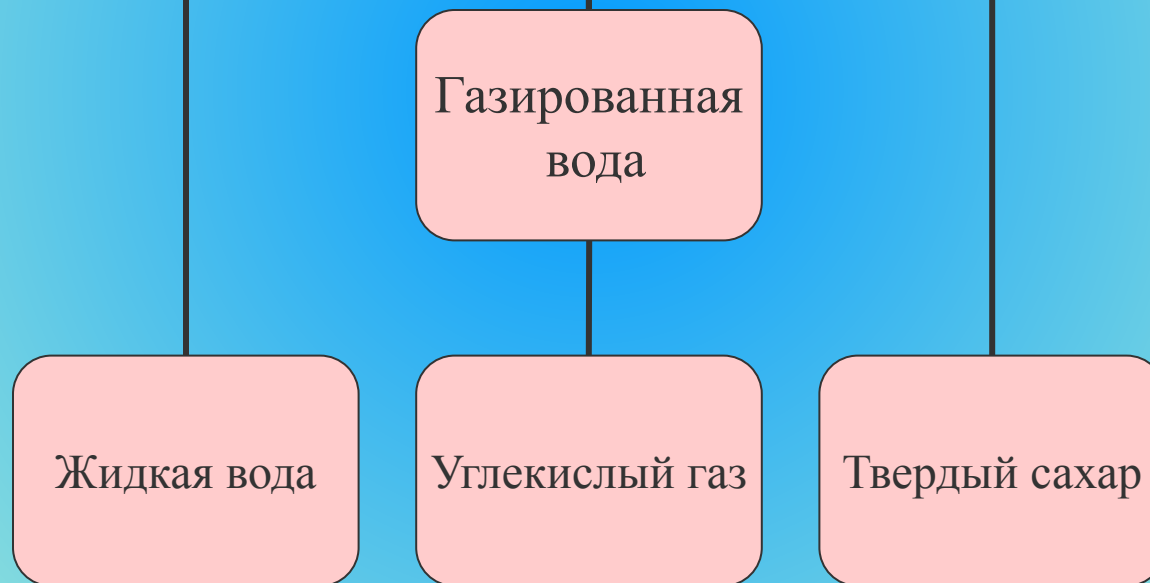 Газированная
вода
Жидкая вода
Углекислый газ
Твердый сахар